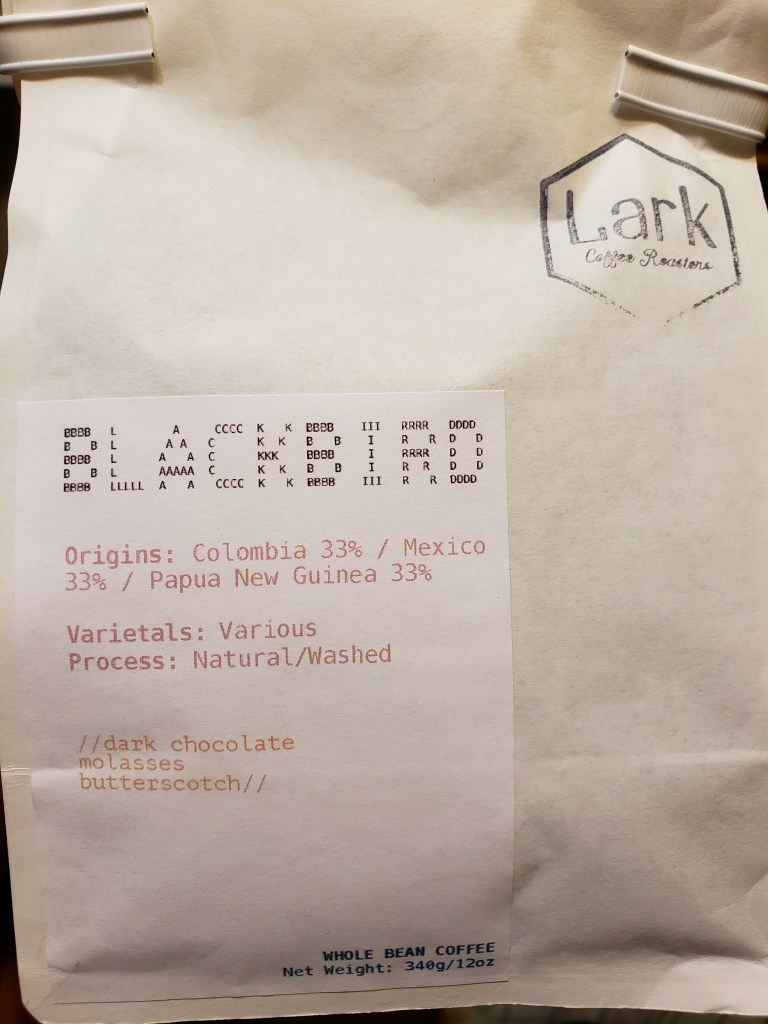 Lark
Coffee Roasters
BLACKBIRD
Origins: Colombia 33% / Mexico
33% / Papua New Guinea 33%
Varietals: Various
Process: Natural/Washed
//dark chocolate
molasses
butterscotch//
WHOLE BEAN COFFEE
Net Weight: 340g/12oz